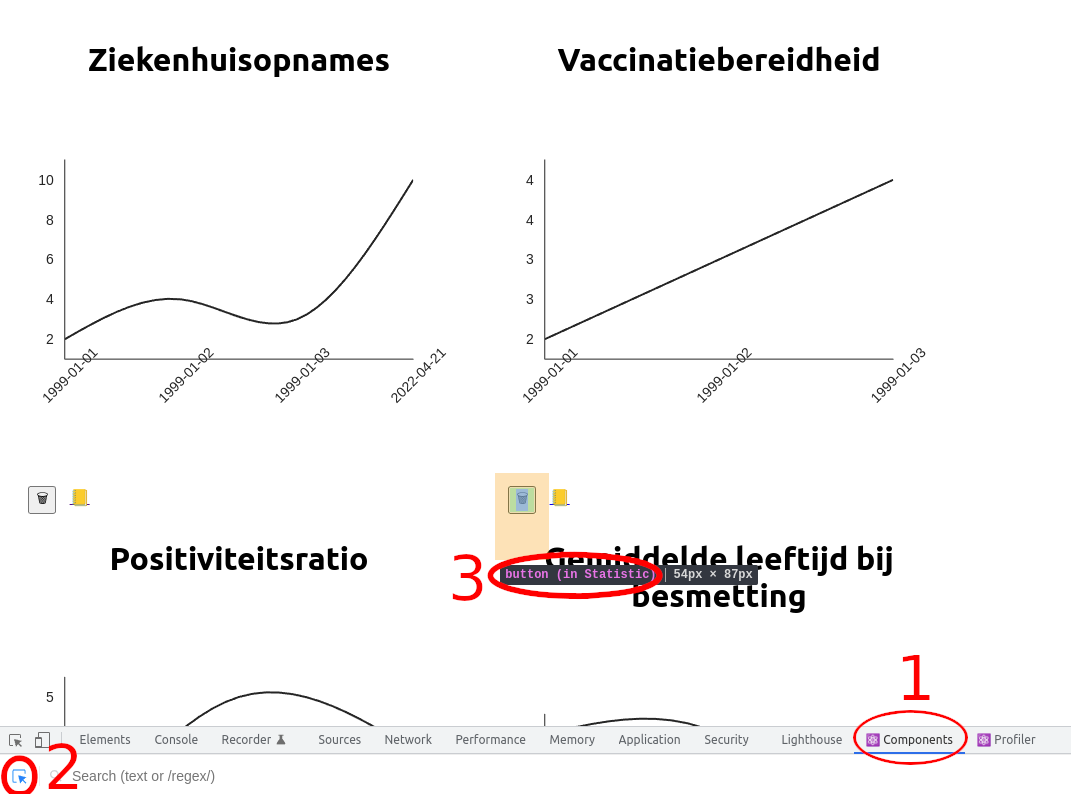 Ziekenhuisopnames
Vaccinatiebereidheid
10
8
6
4
2
1999-01-01
1999-01-02
1999-01-03
2022-04-21
4
4
3
3
2
1999-01-01
1999-01-02
1999-01-03
Positiviteitsratio
Gemiddelde leeftijd bij
besmetting
3
button (in Statistic) | 54px × 87px
5
1
Elements Console Recorder Sources Network Performance Memory Application Security Lighthouse Components Profiler
2
Search (text or /regex/)